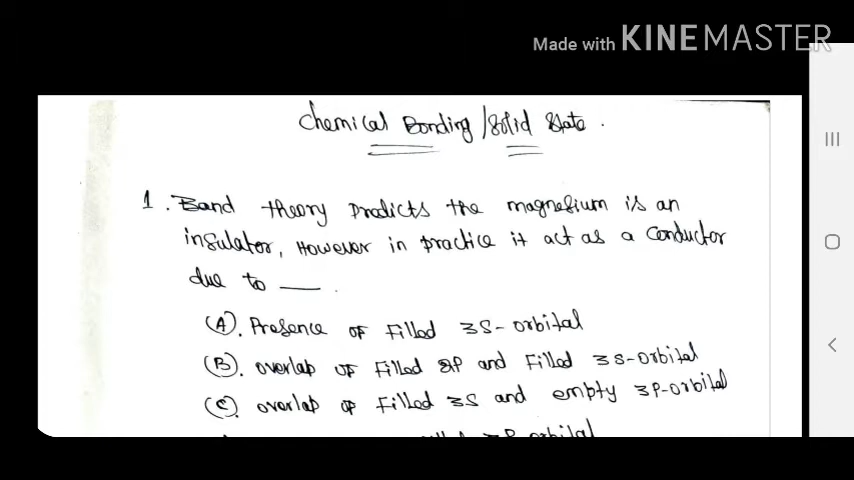 Made with KINEMASTER
Chemical Bonding/Solid State.
1. Band theory Predicts the magnesium is an
insulator, However in practice it act as a Conductor
due to ___.
(A). Presence of Filled 3S-orbital
(B). overlap of Filled 2P and Filled 3S-Orbital
(C). overlap of Filled 3S and empty 3P-orbital
3P orbital